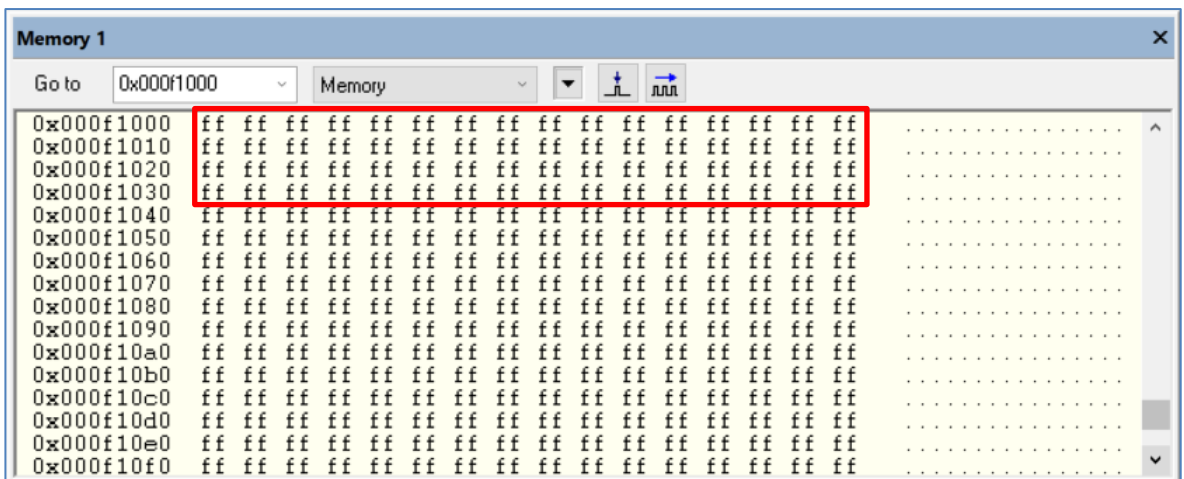 Memory 1
Go to 0x000f1000 Memory
0x000f1000 ff ff ff ff ff ff ff ff ff ff ff ff ff ff ff ff ................
0x000f1010 ff ff ff ff ff ff ff ff ff ff ff ff ff ff ff ff ................
0x000f1020 ff ff ff ff ff ff ff ff ff ff ff ff ff ff ff ff ................
0x000f1030 ff ff ff ff ff ff ff ff ff ff ff ff ff ff ff ff ................
0x000f1040 ff ff ff ff ff ff ff ff ff ff ff ff ff ff ff ff ................
0x000f1050 ff ff ff ff ff ff ff ff ff ff ff ff ff ff ff ff ................
0x000f1060 ff ff ff ff ff ff ff ff ff ff ff ff ff ff ff ff ................
0x000f1070 ff ff ff ff ff ff ff ff ff ff ff ff ff ff ff ff ................
0x000f1080 ff ff ff ff ff ff ff ff ff ff ff ff ff ff ff ff ................
0x000f1090 ff ff ff ff ff ff ff ff ff ff ff ff ff ff ff ff ................
0x000f10a0 ff ff ff ff ff ff ff ff ff ff ff ff ff ff ff ff ................
0x000f10b0 ff ff ff ff ff ff ff ff ff ff ff ff ff ff ff ff ................
0x000f10c0 ff ff ff ff ff ff ff ff ff ff ff ff ff ff ff ff ................
0x000f10d0 ff ff ff ff ff ff ff ff ff ff ff ff ff ff ff ff ................
0x000f10e0 ff ff ff ff ff ff ff ff ff ff ff ff ff ff ff ff ................
0x000f10f0 ff ff ff ff ff ff ff ff ff ff ff ff ff ff ff ff ................